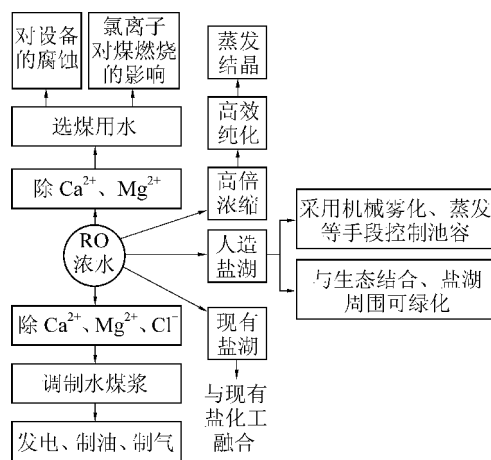 对设备
的腐蚀
氯离子
对煤燃烧
的影响
选煤用水
除 Ca²⁺、Mg²⁺
RO
浓水
除 Ca²⁺、Mg²⁺、Cl⁻
调制水煤浆
发电、制油、制气
蒸发
结晶
高效
纯化
高倍
浓缩
人造
盐湖
采用机械雾化、蒸发
等手段控制池容
与生态结合、盐湖
周围可绿化
现有
盐湖
与现有
盐化工
融合